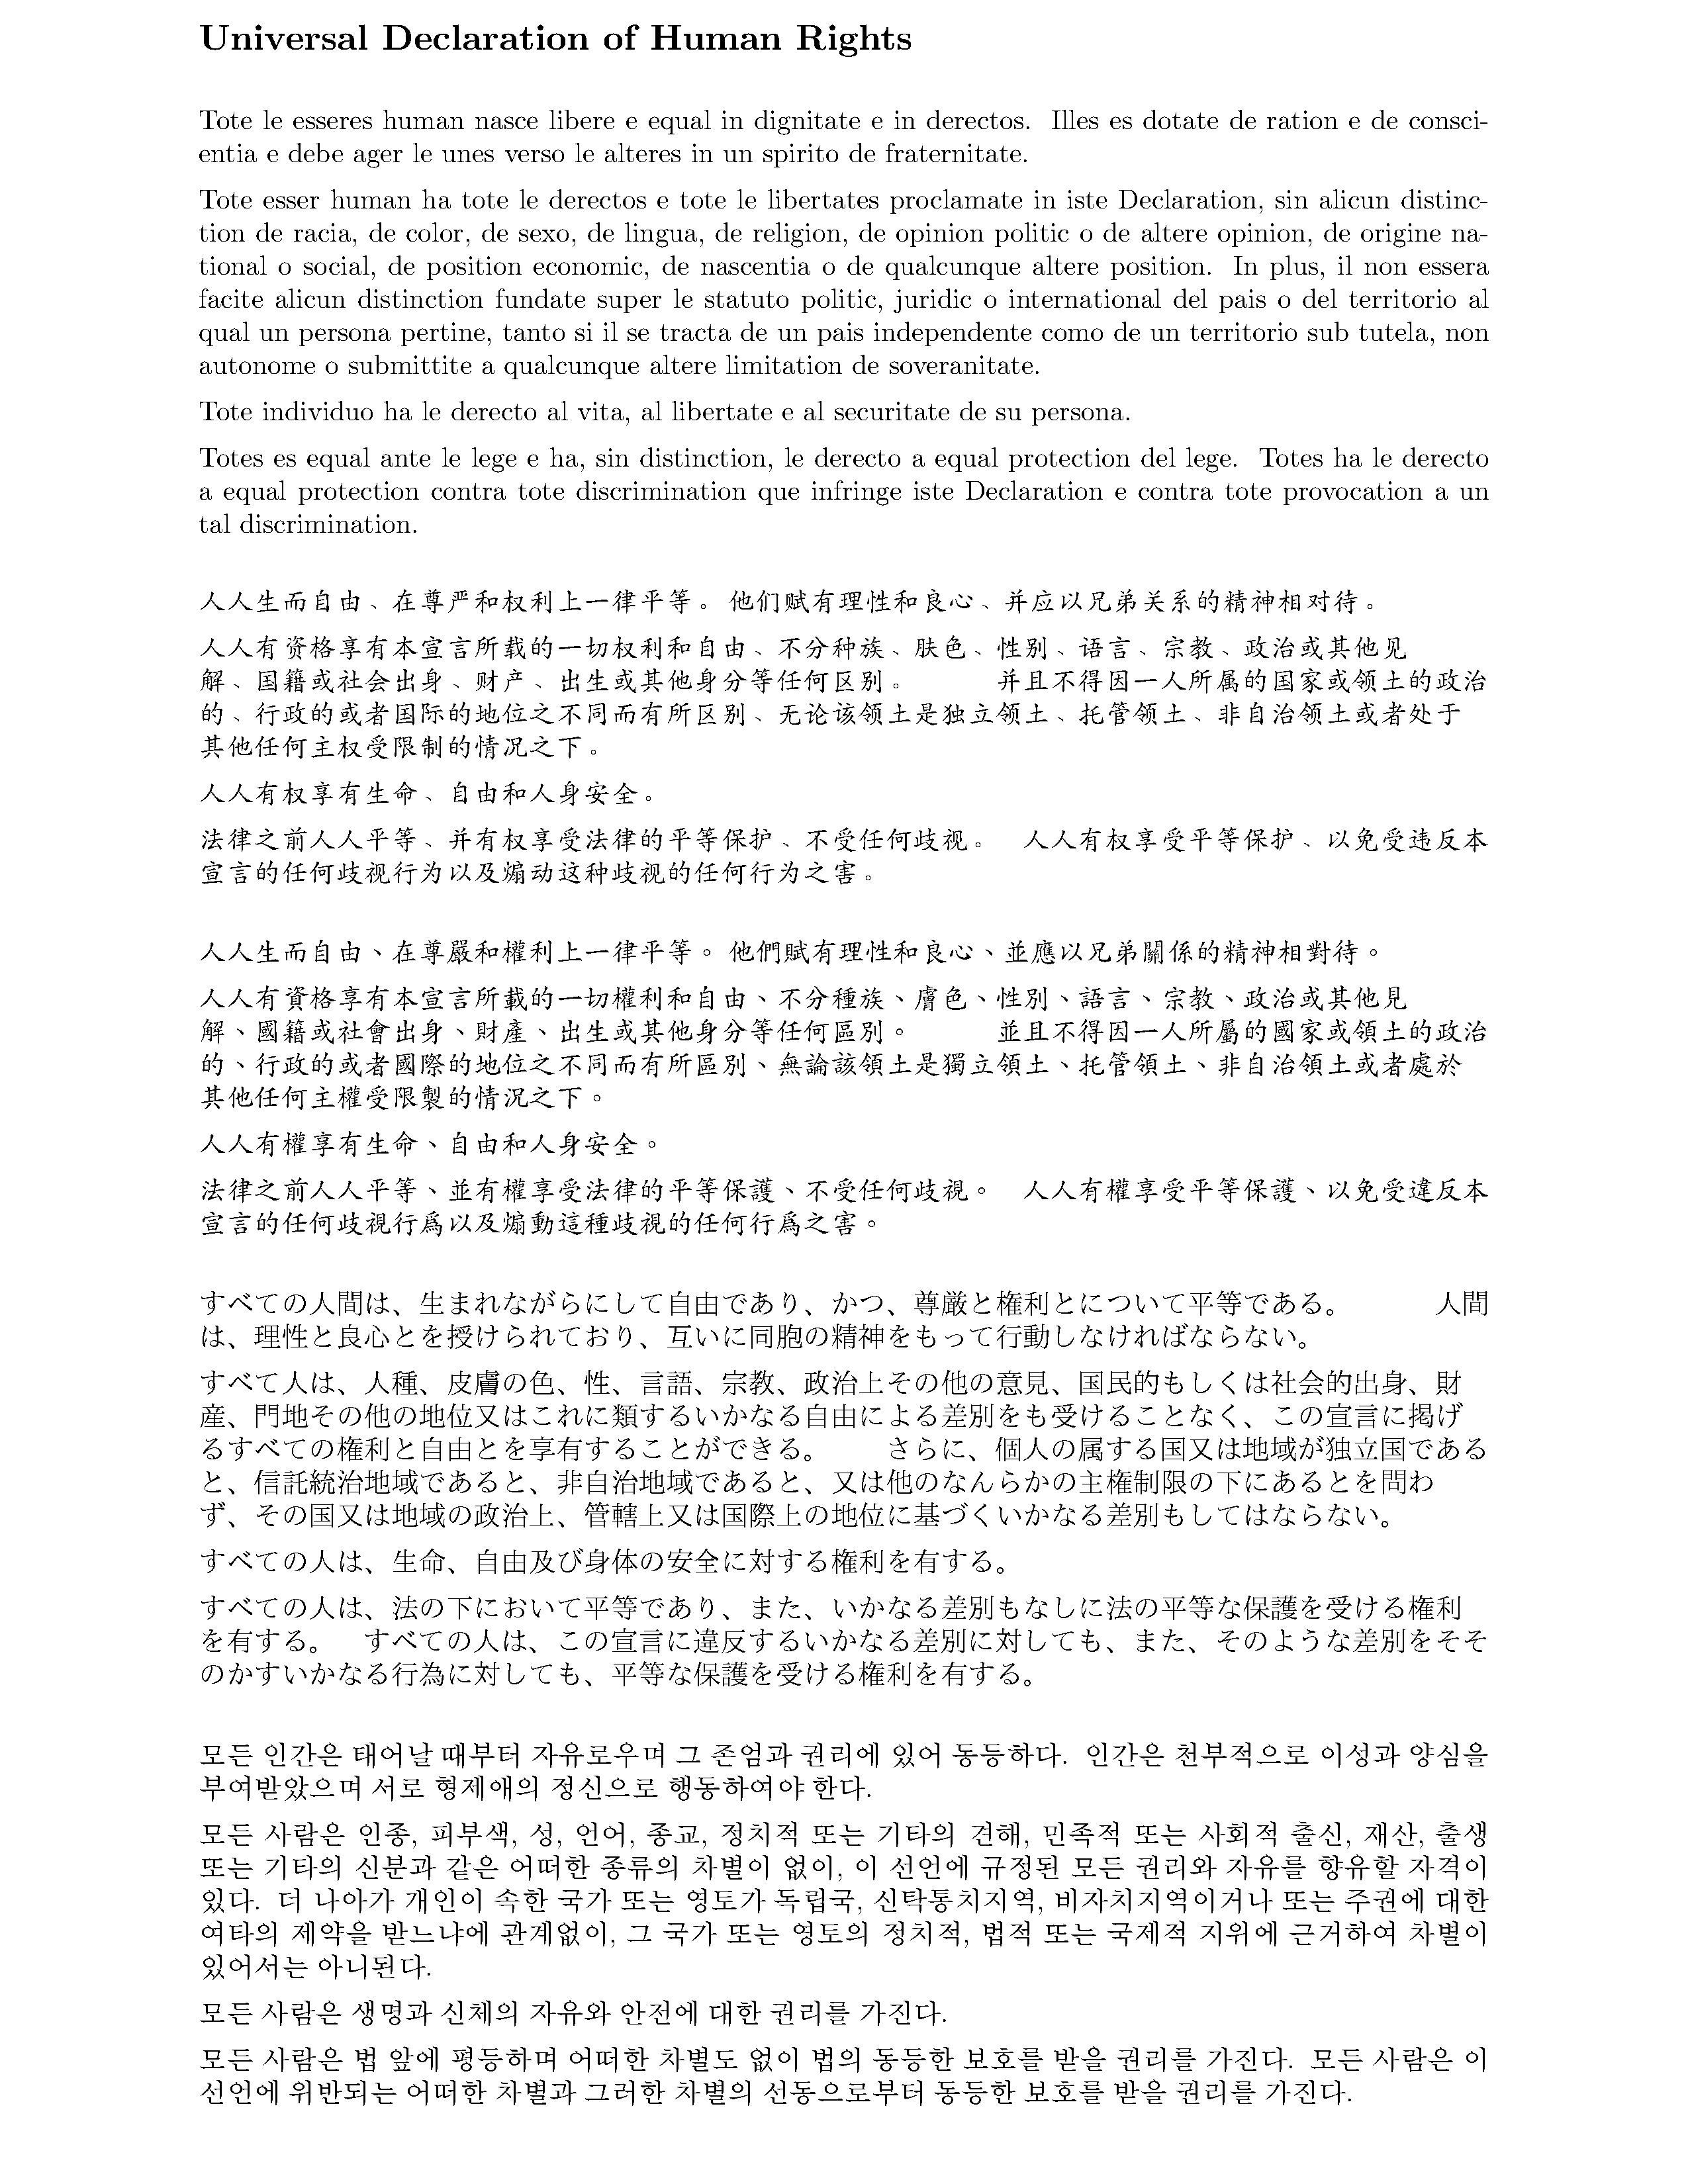 Universal Declaration of Human Rights
Tote le esseres human nasce libere e equal in dignitate e in derectos. Illes es dotate de ration e de consci-
entia e debe ager le unes verso le alteres in un spirito de fraternitate.
Tote esser human ha tote le derectos e tote le libertates proclamate in iste Declaration, sin alicun distinc-
tion de racia, de color, de sexo, de lingua, de religion, de opinion politic o de altere opinion, de origine na-
tional o social, de position economic, de nascentia o de qualcunque altere position. In plus, il non essera
facite alicun distinction fundate super le statuto politic, juridic o international del pais o del territorio al
qual un persona pertine, tanto si il se tracta de un pais independente como de un territorio sub tutela, non
autonome o submittite a qualcunque altere limitation de soveranitate.
Tote individuo ha le derecto al vita, al libertate e al securitate de su persona.
Totes es equal ante le lege e ha, sin distinction, le derecto a equal protection del lege. Totes ha le derecto
a equal protection contra tote discrimination que infringe iste Declaration e contra tote provocation a un
tal discrimination.
人人生而自由、在尊严和权利上一律平等。他们赋有理性和良心、并应以兄弟关系的精神相对待。
人人有资格享有本宣言所载的一切权利和自由、不分种族、肤色、性别、语言、宗教、政治或其他见
解、国籍或社会出身、财产、出生或其他身分等任何区别。 并且不得因一人所属的国家或领土的政治
的、行政的或者国际的地位之不同而有所区别、无论该领土是独立领土、托管领土、非自治领土或者处于
其他任何主权受限制的情况之下。
人人有权享有生命、自由和人身安全。
法律之前人人平等、并有权享受法律的平等保护、不受任何歧视。 人人有权享受平等保护、以免受违反本
宣言的任何歧视行为以及煽动这种歧视的任何行为之害。
人人生而自由、在尊嚴和權利上一律平等。他們賦有理性和良心、並應以兄弟關係的精神相對待。
人人有資格享有本宣言所載的一切權利和自由、不分種族、膚色、性別、語言、宗教、政治或其他見
解、國籍或社會出身、財產、出生或其他身分等任何區別。 並且不得因一人所屬的國家或領土的政治
的、行政的或者國際的地位之不同而有所區別、無論該領土是獨立領土、托管領土、非自治領土或者處於
其他任何主權受限製的情況之下。
人人有權享有生命、自由和人身安全。
法律之前人人平等、並有權享受法律的平等保護、不受任何歧視。 人人有權享受平等保護、以免受違反本
宣言的任何歧視行爲以及煽動這種歧視的任何行爲之害。
すべての人間は、生まれながらにして自由であり、かつ、尊厳と権利とについて平等である。 人間
は、理性と良心とを授けられており、互いに同胞の精神をもって行動しなければならない。
すべて人は、人種、皮膚の色、性、言語、宗教、政治上その他の意見、国民的もしくは社会的出身、財
産、門地その他の地位又はこれに類するいかなる自由による差別をも受けることなく、この宣言に掲げ
るすべての権利と自由とを享有することができる。 さらに、個人の属する国又は地域が独立国である
と、信託統治地域であると、非自治地域であると、又は他のなんらかの主権制限の下にあるとを問わ
ず、その国又は地域の政治上、管轄上又は国際上の地位に基づくいかなる差別もしてはならない。
すべての人は、生命、自由及び身体の安全に対する権利を有する。
すべての人は、法の下において平等であり、また、いかなる差別もなしに法の平等な保護を受ける権利
を有する。 すべての人は、この宣言に違反するいかなる差別に対しても、また、そのような差別をそそ
のかすいかなる行為に対しても、平等な保護を受ける権利を有する。
모든 인간은 태어날 때부터 자유로우며 그 존엄과 권리에 있어 동등하다. 인간은 천부적으로 이성과 양심을
부여받았으며 서로 형제애의 정신으로 행동하여야 한다.
모든 사람은 인종, 피부색, 성, 언어, 종교, 정치적 또는 기타의 견해, 민족적 또는 사회적 출신, 재산, 출생
또는 기타의 신분과 같은 어떠한 종류의 차별이 없이, 이 선언에 규정된 모든 권리와 자유를 향유할 자격이
있다. 더 나아가 개인이 속한 국가 또는 영토가 독립국, 신탁통치지역, 비자치지역이거나 또는 주권에 대한
여타의 제약을 받느냐에 관계없이, 그 국가 또는 영토의 정치적, 법적 또는 국제적 지위에 근거하여 차별이
있어서는 아니된다.
모든 사람은 생명과 신체의 자유와 안전에 대한 권리를 가진다.
모든 사람은 법 앞에 평등하며 어떠한 차별도 없이 법의 동등한 보호를 받을 권리를 가진다. 모든 사람은 이
선언에 위반되는 어떠한 차별과 그러한 차별의 선동으로부터 동등한 보호를 받을 권리를 가진다.